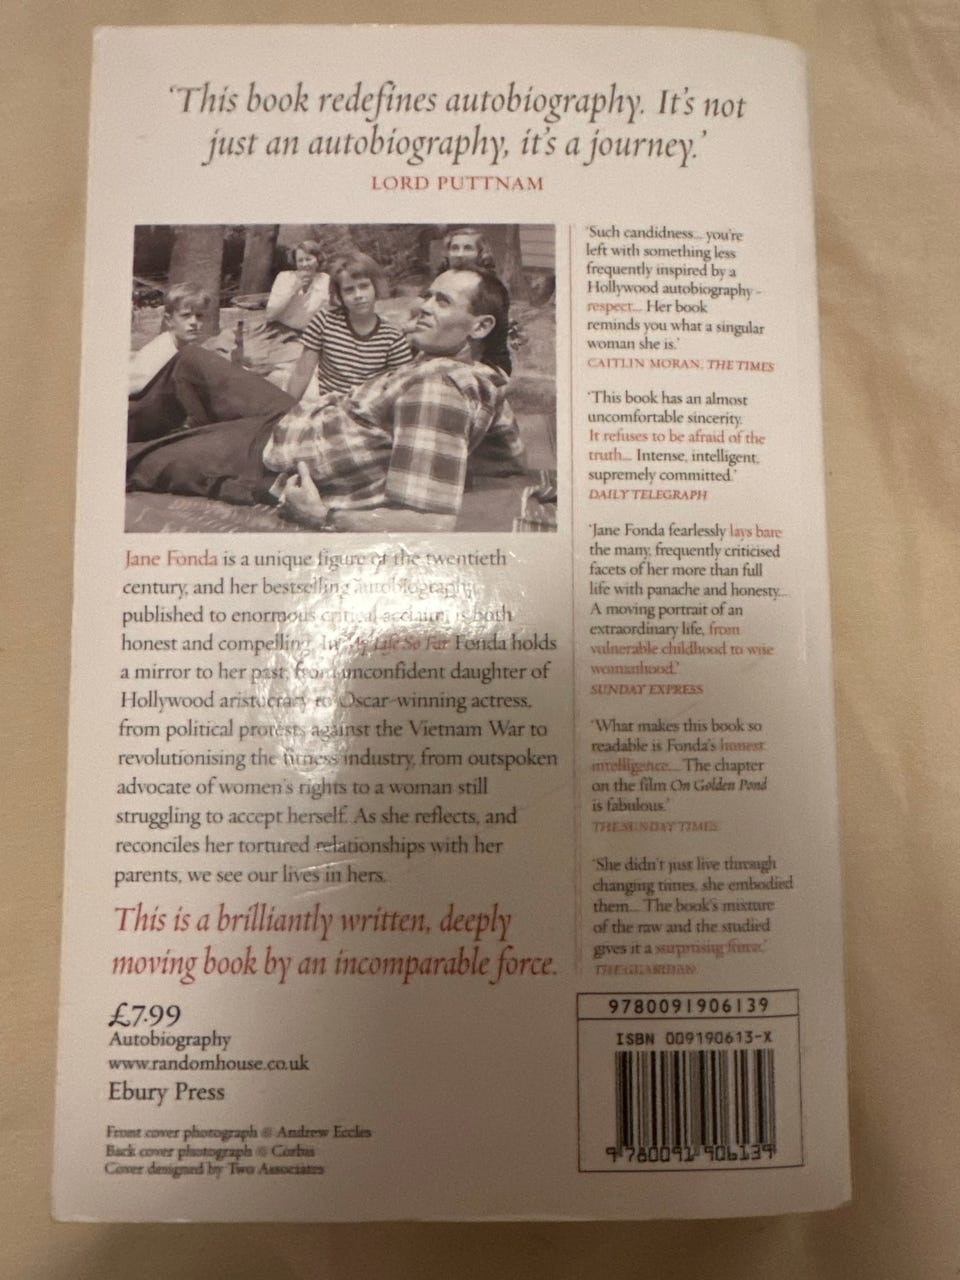 ‘This book redefines autobiography. It’s not
just an autobiography, it’s a journey.’
LORD PUTTNAM
‘Such candidness... you’re
left with something less
frequently inspired by a
Hollywood autobiography -
respect... Her book
reminds you what a singular
woman she is.’
CAITLIN MORAN, THE TIMES
‘This book has an almost
uncomfortable sincerity.
It refuses to be afraid of the
truth... Intense, intelligent,
supremely committed.’
DAILY TELEGRAPH
‘Jane Fonda fearlessly lays bare
the many, frequently criticised
facets of her more than full
life with panache and honesty...
A moving portrait of an
extraordinary life, from
vulnerable childhood to wise
womanhood.’
SUNDAY EXPRESS
‘What makes this book so
readable is Fonda’s honest
intelligence... The chapter
on the film On Golden Pond
is fabulous.’
THE SUNDAY TIMES
‘She didn’t just live through
changing times, she embodied
them... The book’s mixture
of the raw and the studied
gives it a surprising force.’
THE GUARDIAN
Jane Fonda is a unique figure of the twentieth
century, and her bestselling autobiography,
published to enormous critical acclaim, is both
honest and compelling. In My Life So Far Fonda holds
a mirror to her past: from unconfident daughter of
Hollywood aristocracy to Oscar-winning actress,
from political protests against the Vietnam War to
revolutionising the fitness industry, from outspoken
advocate of women’s rights to a woman still
struggling to accept herself. As she reflects, and
reconciles her tortured relationships with her
parents, we see our lives in hers.
This is a brilliantly written, deeply
moving book by an incomparable force.
£7.99
Autobiography
www.randomhouse.co.uk
Ebury Press
Front cover photograph © Andrew Eccles
Back cover photograph © Corbis
Cover designed by Two Associates
9780091906139
ISBN 009190613-X
9 780091 906139